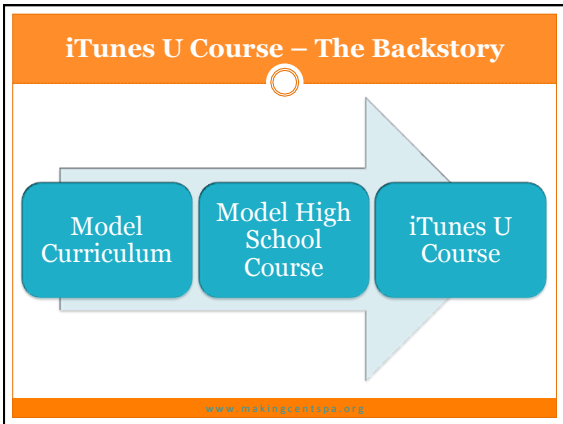 iTunes U Course – The Backstory
Model
Curriculum
Model High
School
Course
iTunes U
Course
www.makingcentspa.org